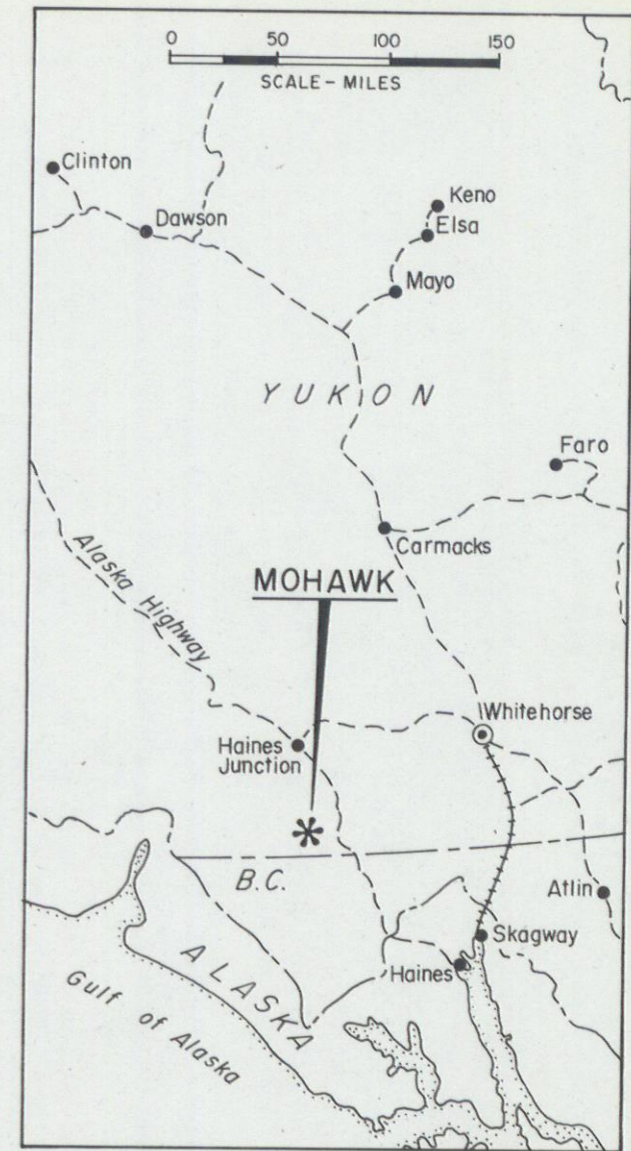 0 50 100 150
SCALE - MILES
Clinton
Keno
Dawson
Elsa
Mayo
YUKON
Faro
Alaska Highway
Carmacks
MOHAWK
Whitehorse
Haines
Junction
B.C.
Atlin
Skagway
ALASKA
Haines
Gulf of Alaska